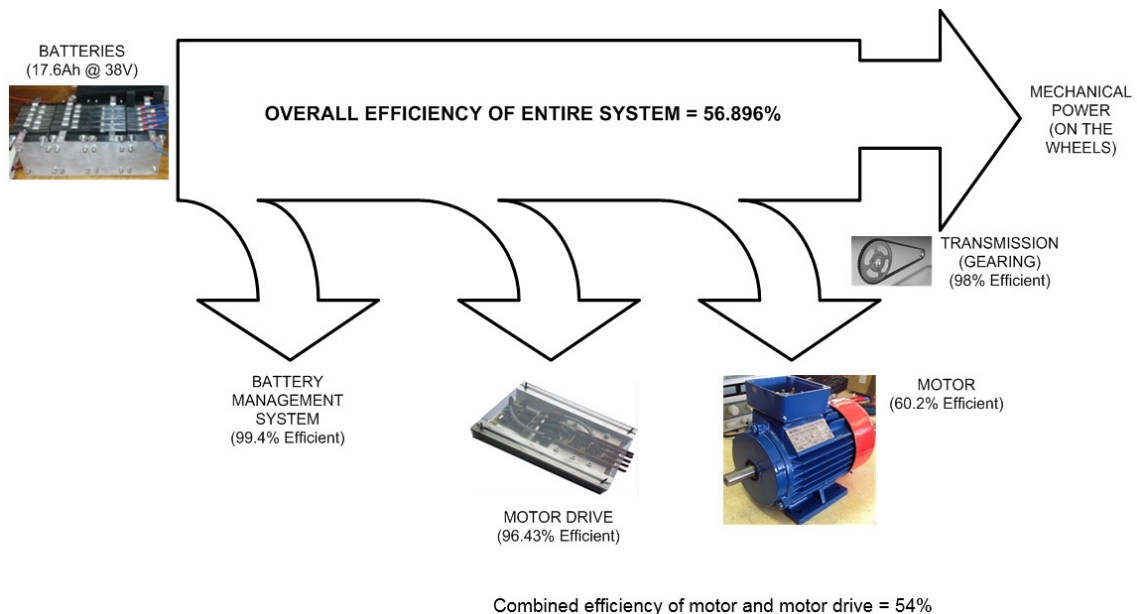 BATTERIES
(17.6Ah @ 38V)
OVERALL EFFICIENCY OF ENTIRE SYSTEM = 56.896%
MECHANICAL
POWER
(ON THE
WHEELS)
TRANSMISSION
(GEARING)
(98% Efficient)
BATTERY
MANAGEMENT
SYSTEM
(99.4% Efficient)
MOTOR DRIVE
(96.43% Efficient)
MOTOR
(60.2% Efficient)
Combined efficiency of motor and motor drive = 54%